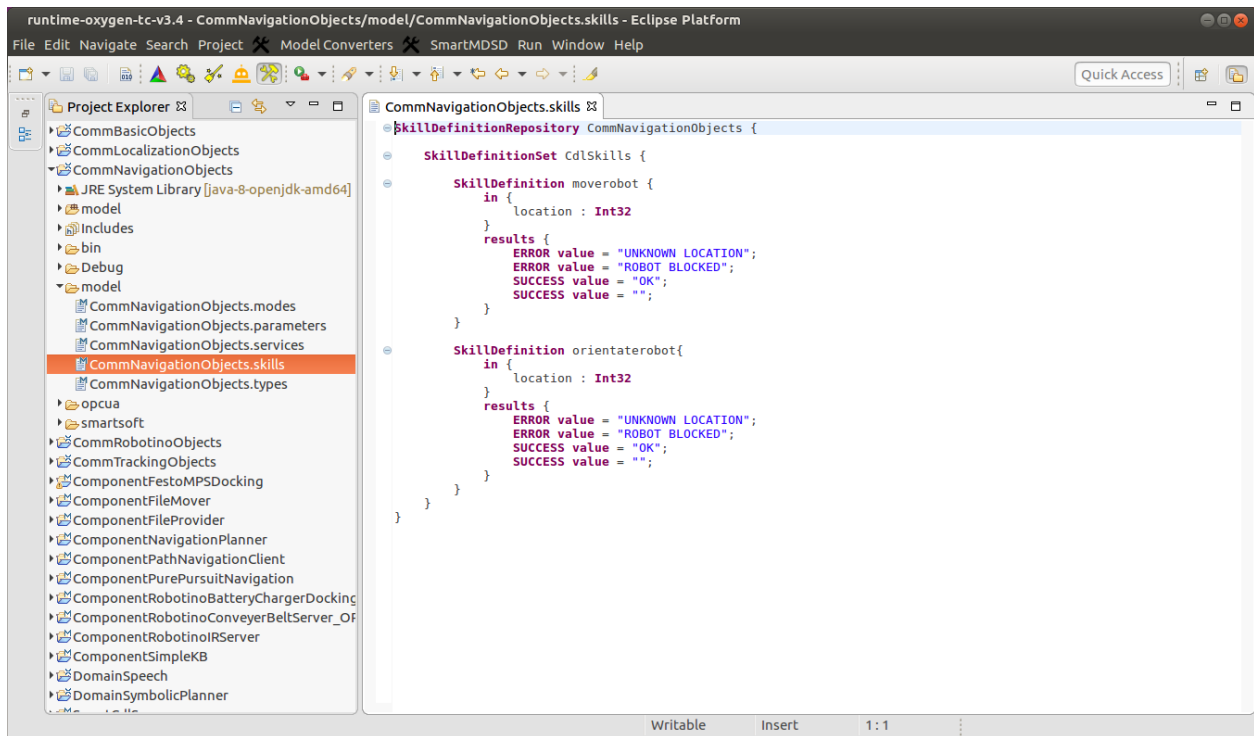 runtime-oxygen-tc-v3.4 - CommNavigationObjects/model/CommNavigationObjects.skills - Eclipse Platform
File Edit Navigate Search Project Model Converters SmartMDSD Run Window Help
Quick Access
Project Explorer
CommBasicObjects
CommLocalizationObjects
CommNavigationObjects
JRE System Library [java-8-openjdk-amd64]
model
Includes
bin
Debug
model
CommNavigationObjects.modes
CommNavigationObjects.parameters
CommNavigationObjects.services
CommNavigationObjects.skills
CommNavigationObjects.types
opcua
smartsoft
CommRobotinoObjects
CommTrackingObjects
ComponentFestoMPSDocking
ComponentFileMover
ComponentFileProvider
ComponentNavigationPlanner
ComponentPathNavigationClient
ComponentPurePursuitNavigation
ComponentRobotinoBatteryChargerDocking
ComponentRobotinoConveyerBeltServer_OP
ComponentRobotinoIRServer
ComponentSimpleKB
DomainSpeech
DomainSymbolicPlanner
CommNavigationObjects.skills
SkillDefinitionRepository CommNavigationObjects {
SkillDefinitionSet CdlSkills {
SkillDefinition moverobot {
in {
location : Int32
}
results {
ERROR value = "UNKNOWN LOCATION";
ERROR value = "ROBOT BLOCKED";
SUCCESS value = "OK";
SUCCESS value = "";
}
}
SkillDefinition orientaterobot{
in {
location : Int32
}
results {
ERROR value = "UNKNOWN LOCATION";
ERROR value = "ROBOT BLOCKED";
SUCCESS value = "OK";
SUCCESS value = "";
}
}
}
}
Writable Insert 1 : 1